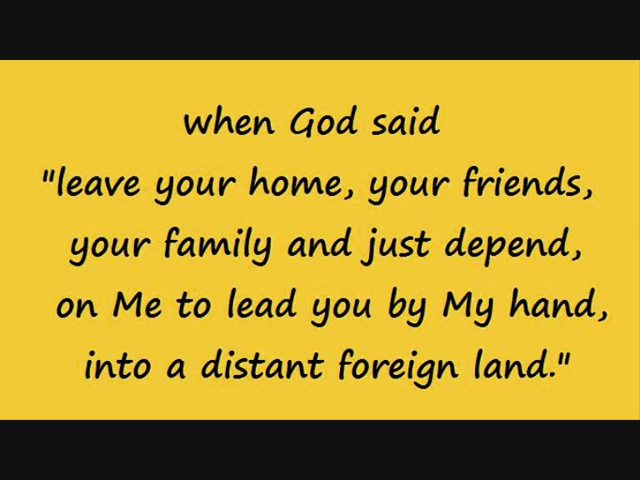 when God said
"leave your home, your friends,
your family and just depend,
on Me to lead you by My hand,
into a distant foreign land."